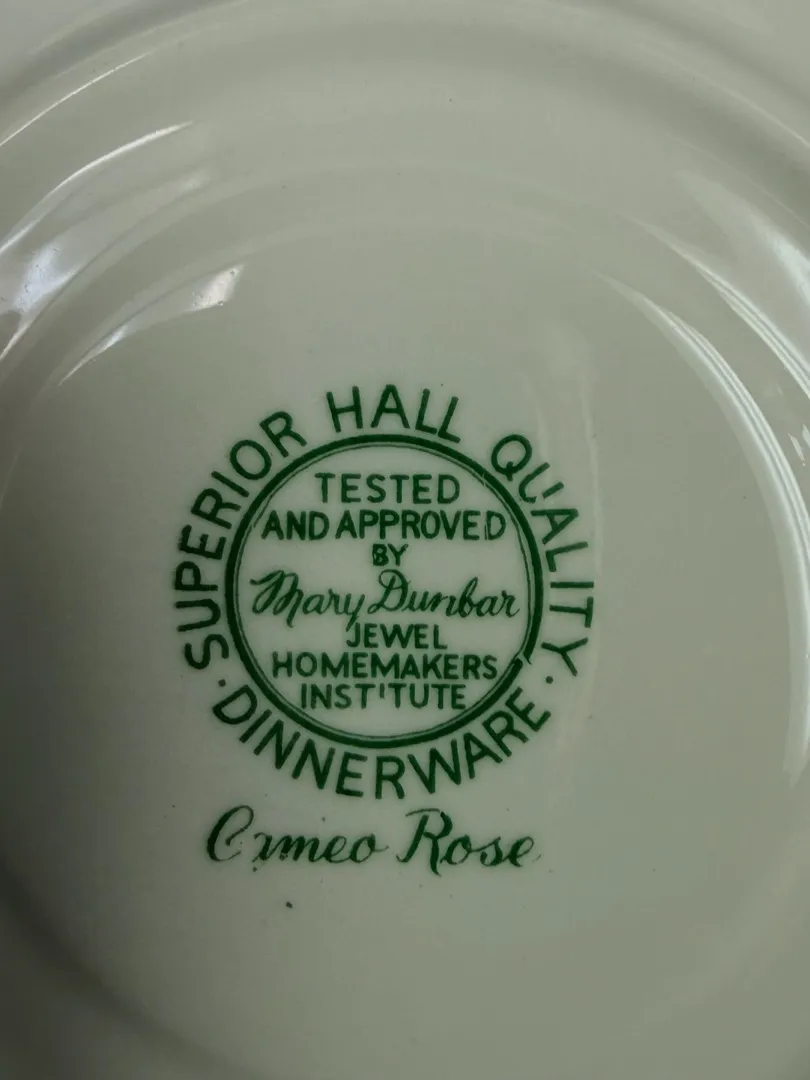 SUPERIOR HALL QUALITY
TESTED
AND APPROVED
BY
Mary Dunbar
JEWEL
HOMEMAKERS
INSTITUTE
· DINNERWARE ·
Cameo Rose